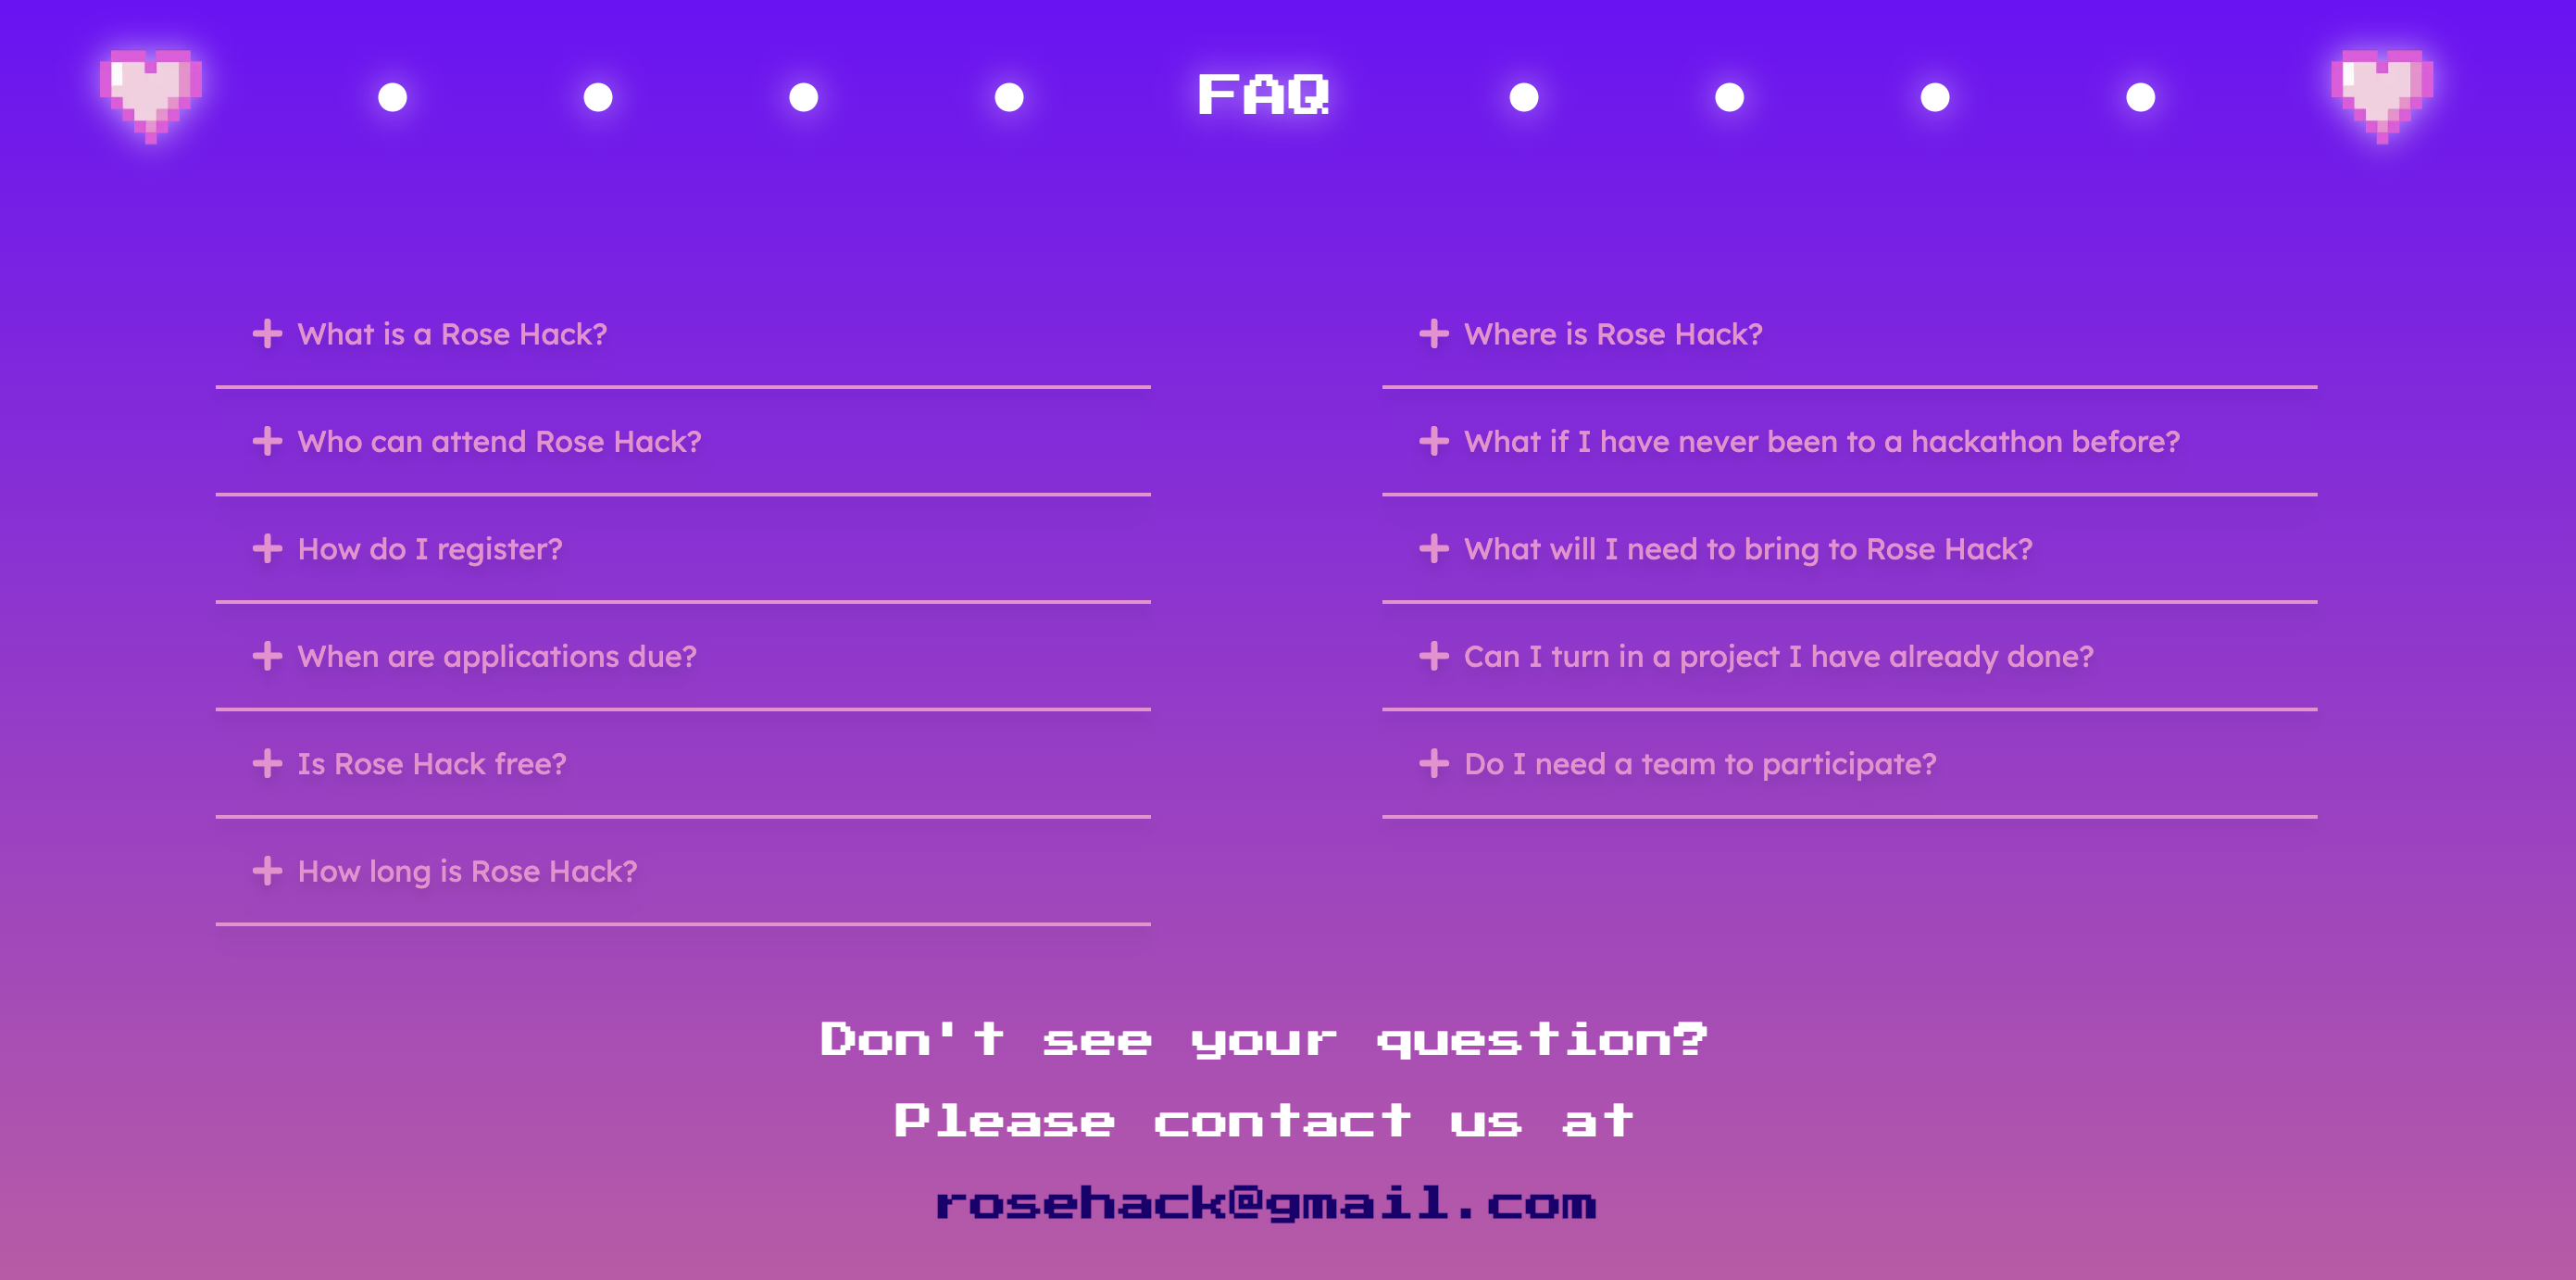 FAQ
What is a Rose Hack?
Who can attend Rose Hack?
How do I register?
When are applications due?
Is Rose Hack free?
How long is Rose Hack?
Where is Rose Hack?
What if I have never been to a hackathon before?
What will I need to bring to Rose Hack?
Can I turn in a project I have already done?
Do I need a team to participate?
Don't see your question?
Please contact us at
rosehack@gmail.com